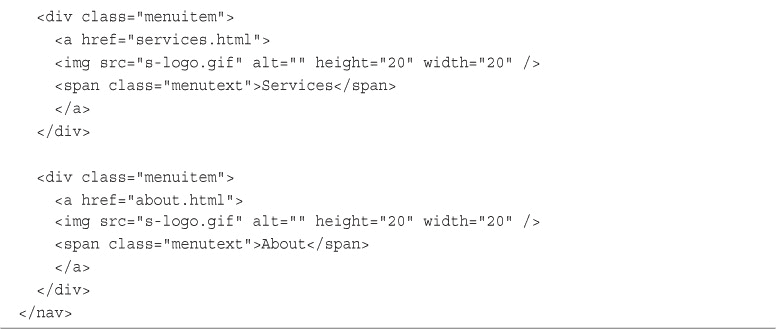 <div class="menuitem">
<a href="services.html">
<img src="s-logo.gif" alt="" height="20" width="20" />
<span class="menutext">Services</span>
</a>
</div>
<div class="menuitem">
<a href="about.html">
<img src="s-logo.gif" alt="" height="20" width="20" />
<span class="menutext">About</span>
</a>
</div>
</nav>